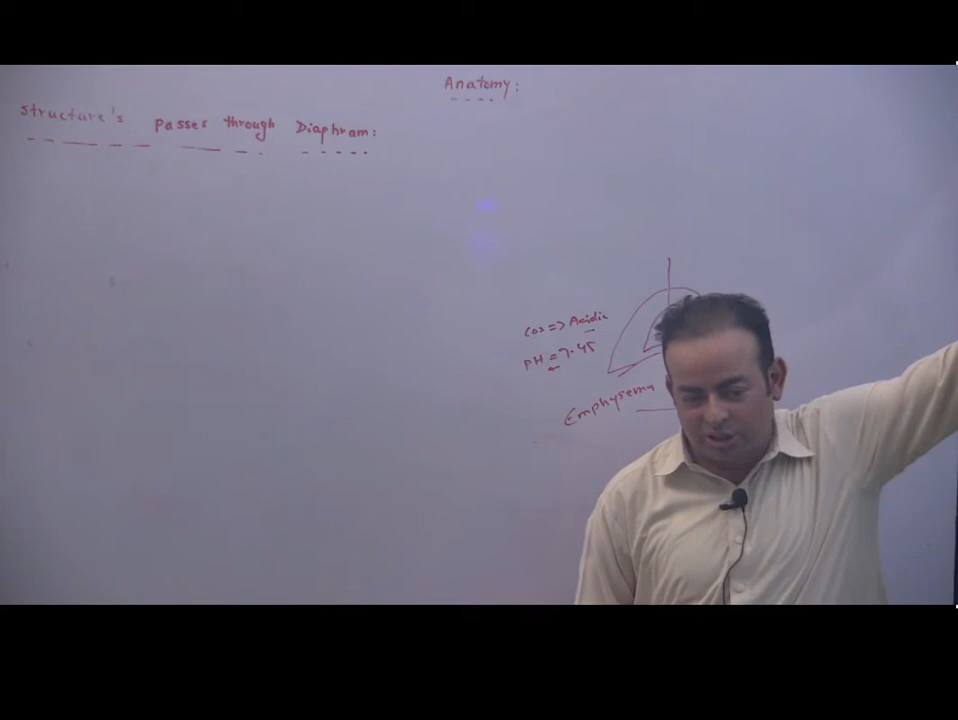 Anatomy:
structure's Passes through Diaphram:
CO2 => Acidic
PH = 7.45
Emphysema